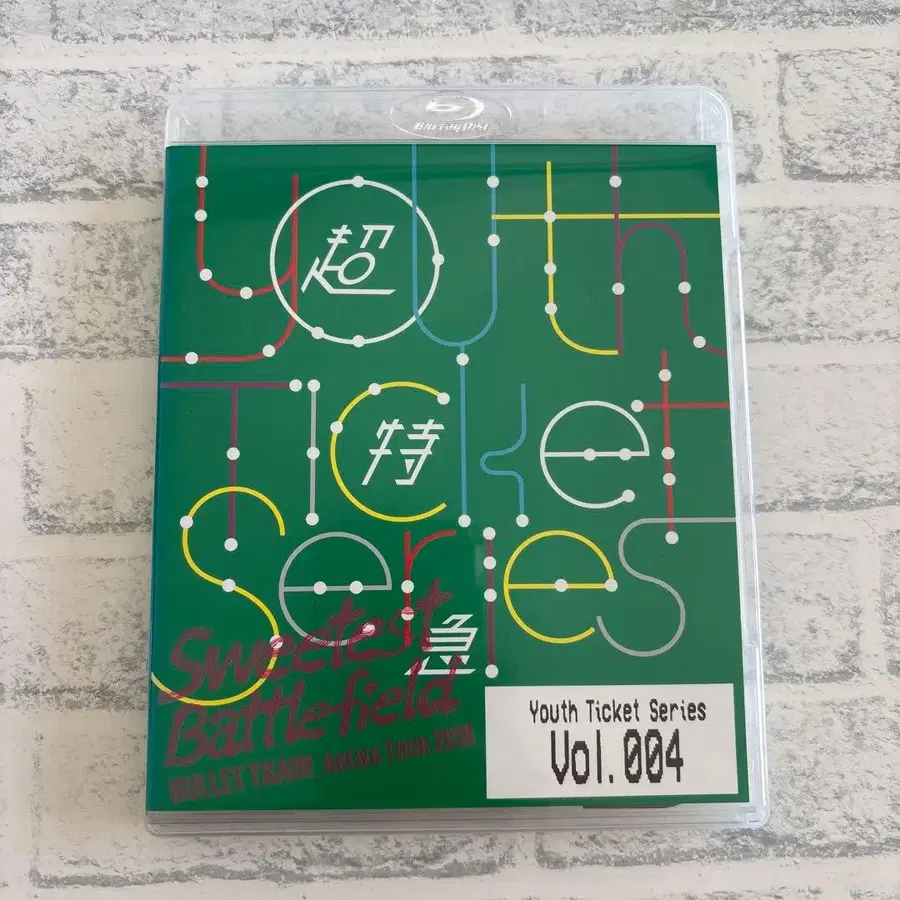 Blu-ray Disc
youth
超
Ticket
特
Series
急
Sweetest
Battlefield
BULLET TRAIN Arena Tour 2018
Youth Ticket Series
Vol.004